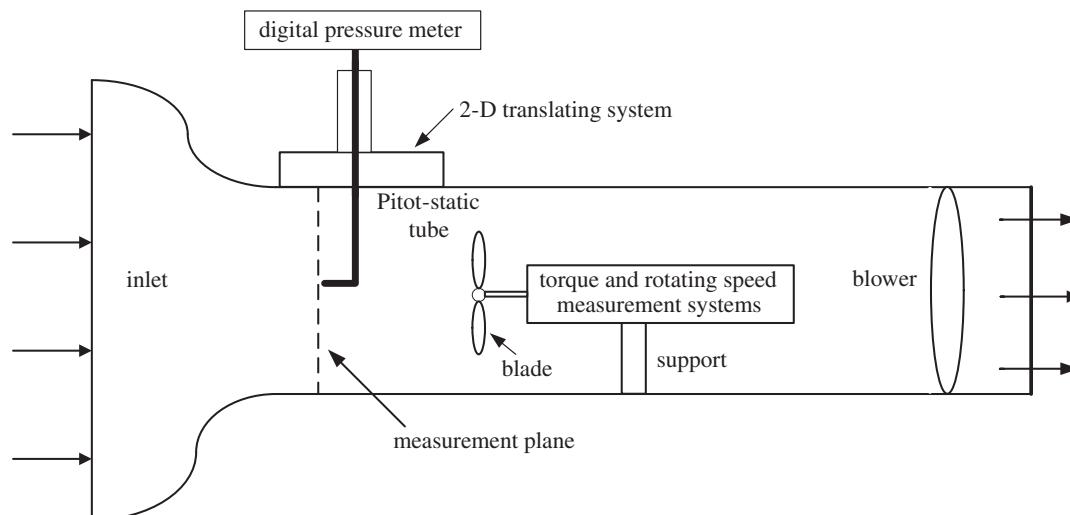 digital pressure meter
2-D translating system
Pitot-static
tube
inlet
torque and rotating speed
measurement systems
blower
blade
support
measurement plane